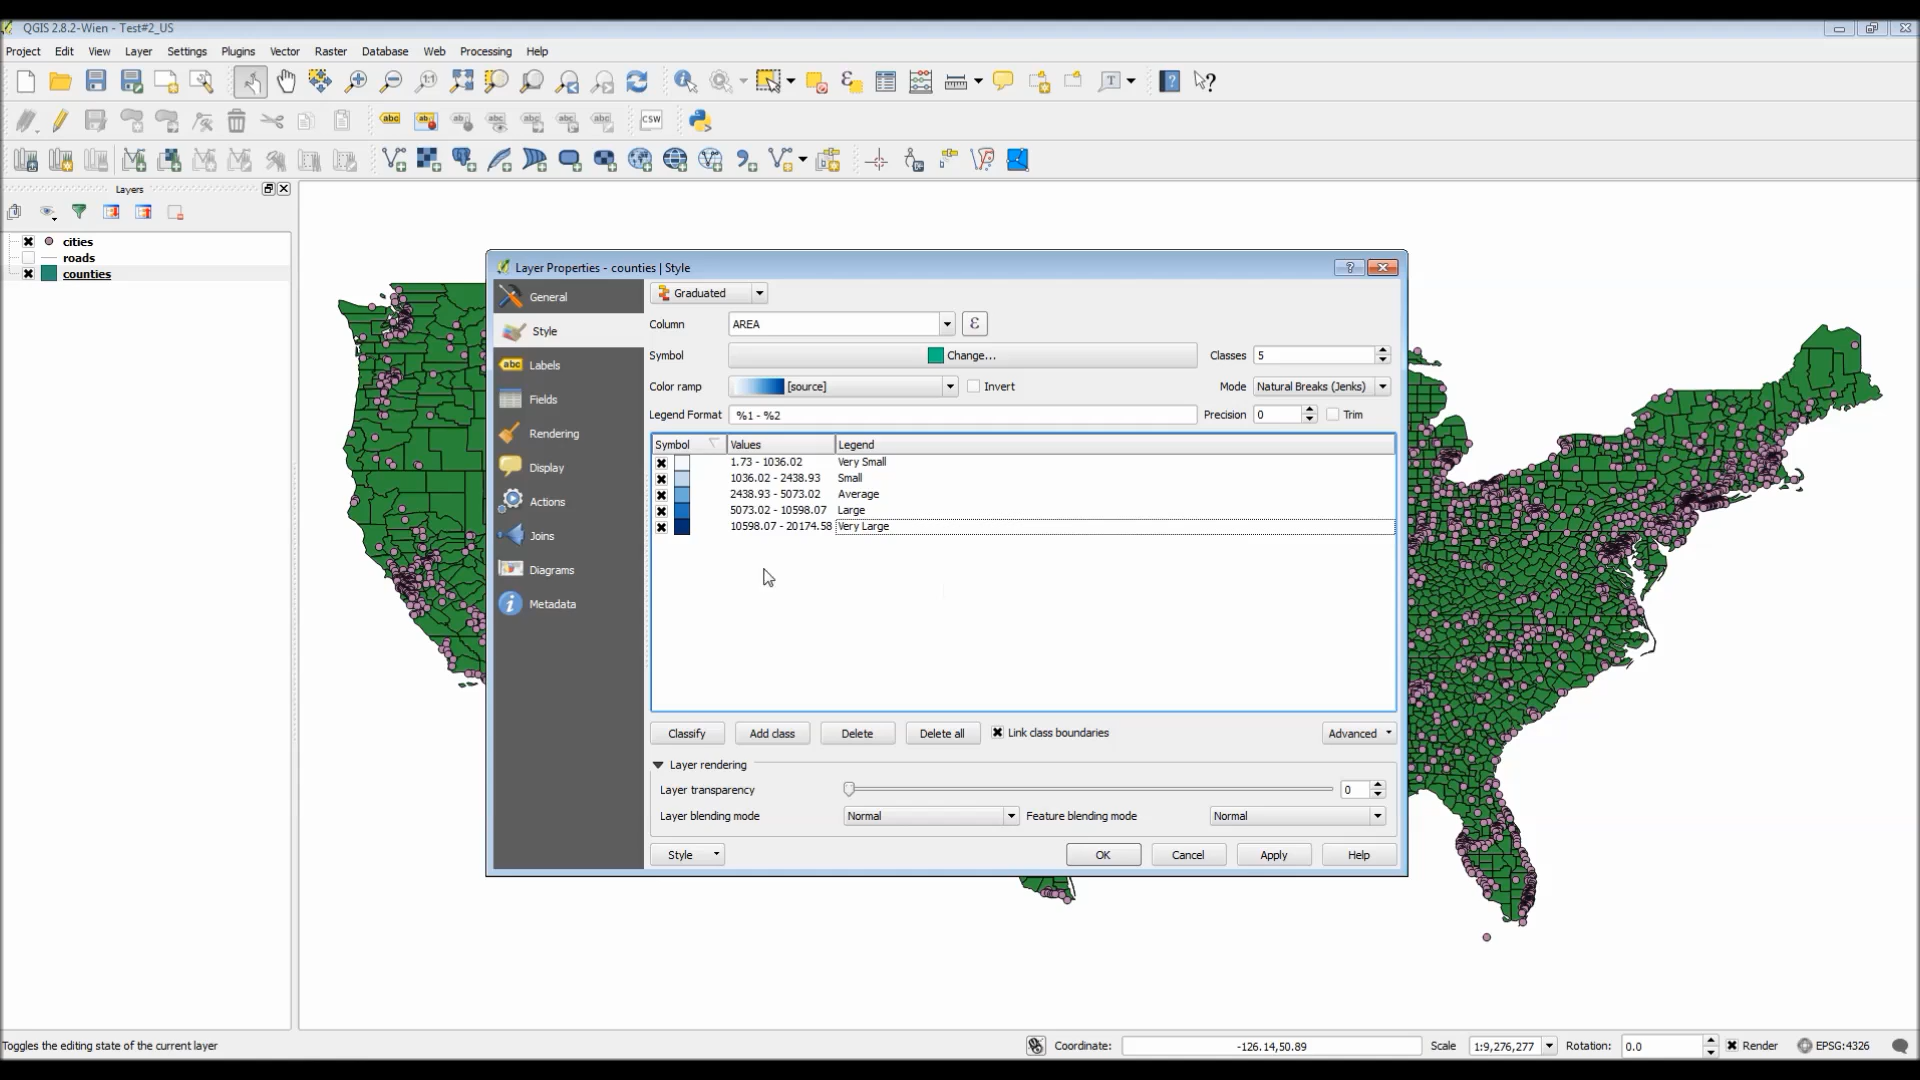 QGIS 2.8.2-Wien - Test#2_US
Project Edit View Layer Settings Plugins Vector Raster Database Web Processing Help
abc abc abc abc abc abc abc CSW
Layers
cities
roads
counties
Layer Properties - counties | Style
General
Style
Labels
Fields
Rendering
Display
Actions
Joins
Diagrams
Metadata
Graduated
Column AREA ε
Symbol Change... Classes 5
Color ramp [source] Invert Mode Natural Breaks (Jenks)
Legend Format %1 - %2 Precision 0 Trim
Symbol Values Legend
1.73 - 1036.02 Very Small
1036.02 - 2438.93 Small
2438.93 - 5073.02 Average
5073.02 - 10598.07 Large
10598.07 - 20174.58 Very Large
Classify Add class Delete Delete all Link class boundaries Advanced
Layer rendering
Layer transparency 0
Layer blending mode Normal Feature blending mode Normal
Style OK Cancel Apply Help
Toggles the editing state of the current layer Coordinate: -126.14,50.89 Scale 1:9,276,277 Rotation: 0.0 Render EPSG:4326